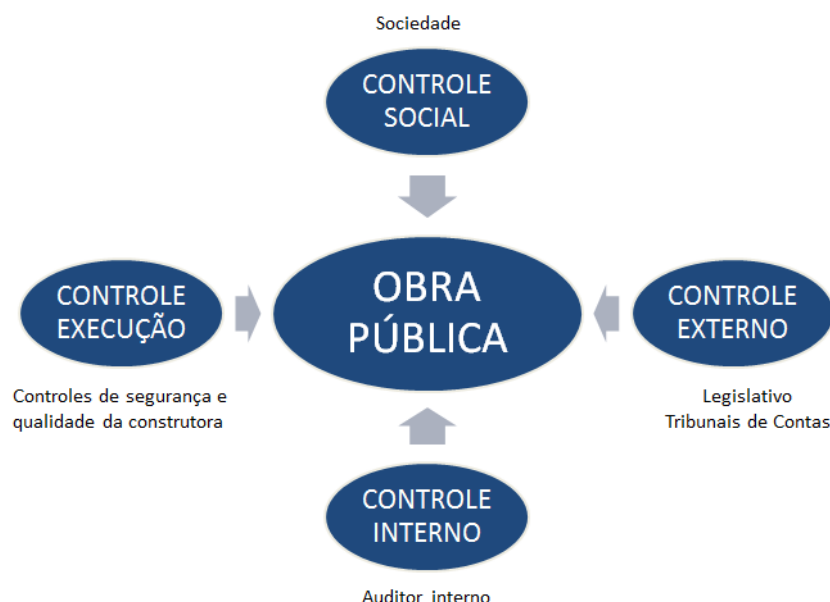 Sociedade
CONTROLE
SOCIAL
CONTROLE
EXECUÇÃO
Controles de segurança e
qualidade da construtora
OBRA
PÚBLICA
CONTROLE
EXTERNO
Legislativo
Tribunais de Contas
CONTROLE
INTERNO
Auditor interno